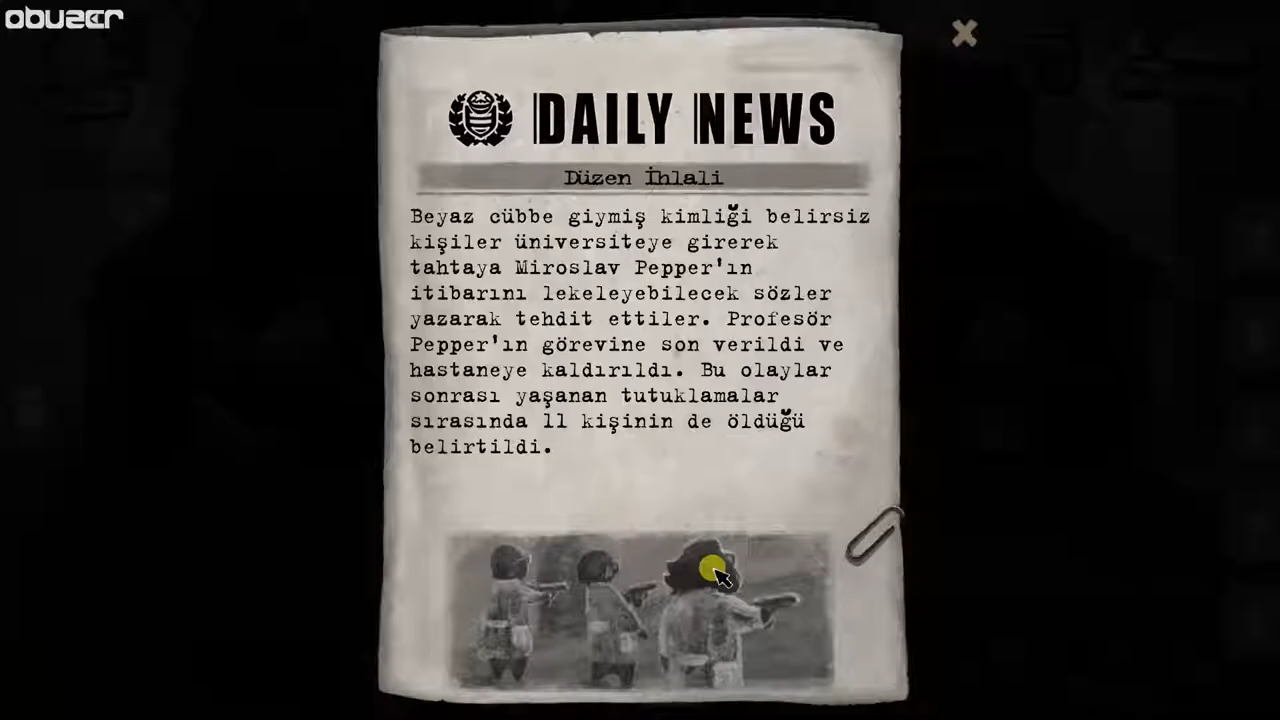 OBUZER
DAILY NEWS
Düzen İhlali
Beyaz cübbe giymiş kimliği belirsiz
kişiler üniversiteye girerek
tahtaya Miroslav Pepper'ın
itibarını lekeleyebilecek sözler
yazarak tehdit ettiler. Profesör
Pepper'ın görevine son verildi ve
hastaneye kaldırıldı. Bu olaylar
sonrası yaşanan tutuklamalar
sırasında 11 kişinin de öldüğü
belirtildi.